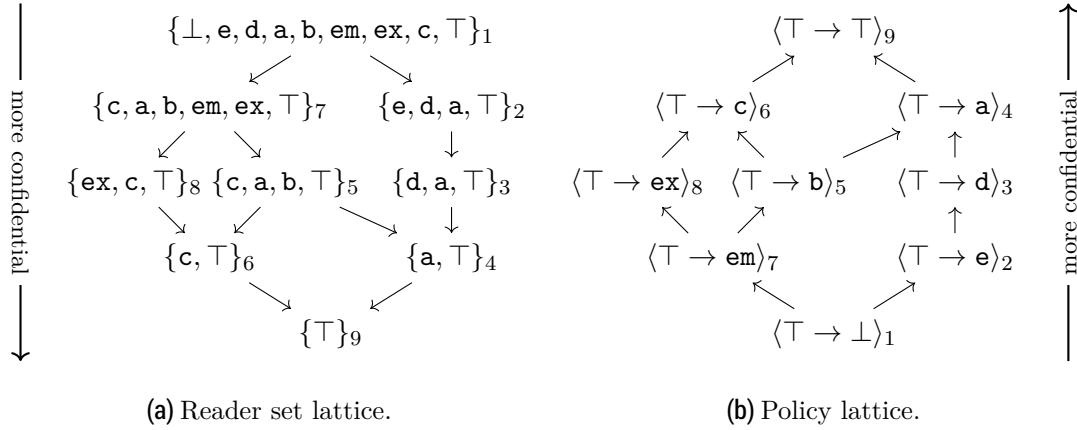 more confidential
{⊥, e, d, a, b, em, ex, c, ⊤}₁
{c, a, b, em, ex, ⊤}₇ {e, d, a, ⊤}₂
{ex, c, ⊤}₈ {c, a, b, ⊤}₅ {d, a, ⊤}₃
{c, ⊤}₆ {a, ⊤}₄
{⊤}₉
(a) Reader set lattice.
⟨⊤ → ⊤⟩₉
⟨⊤ → c⟩₆ ⟨⊤ → a⟩₄
⟨⊤ → ex⟩₈ ⟨⊤ → b⟩₅ ⟨⊤ → d⟩₃
⟨⊤ → em⟩₇ ⟨⊤ → e⟩₂
⟨⊤ → ⊥⟩₁
more confidential
(b) Policy lattice.